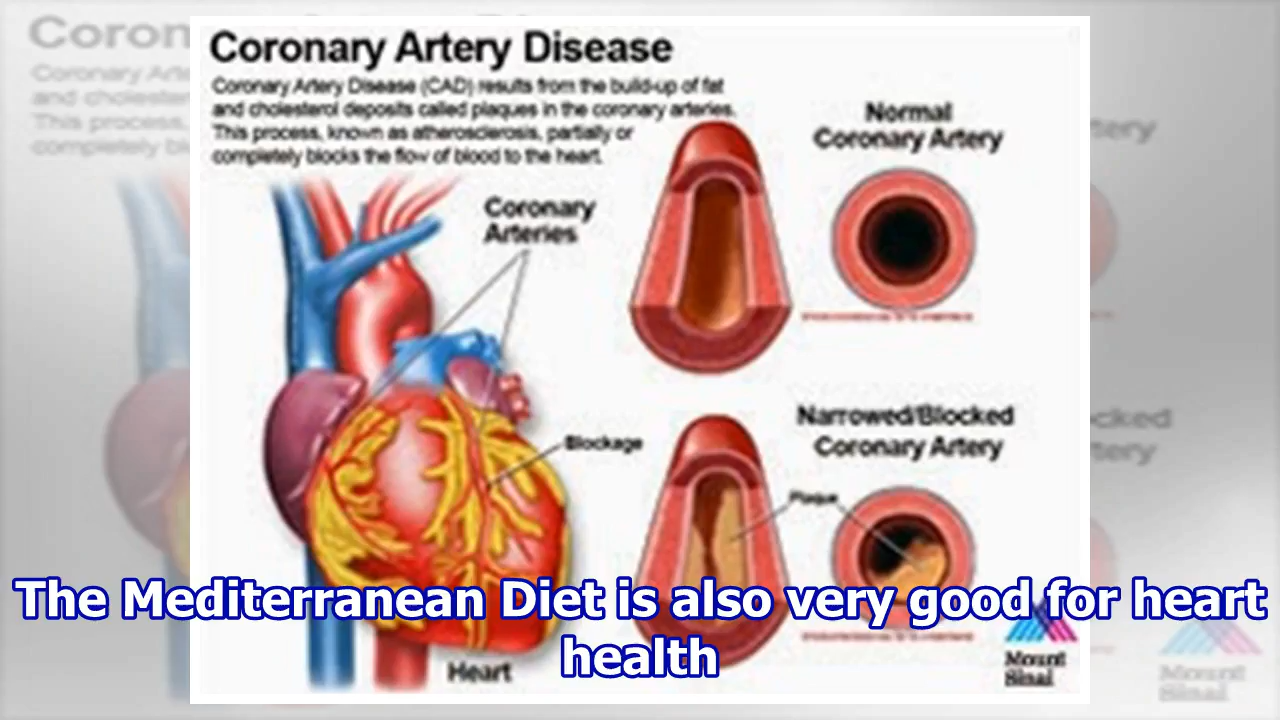 Coronary Artery Disease
Coronary Artery Disease (CAD) results from the build-up of fat
and cholesterol deposits called plaques in the coronary arteries.
This process, known as atherosclerosis, partially or
completely blocks the flow of blood to the heart.
Normal
Coronary Artery
Coronary
Arteries
Blockage
Narrowed/Blocked
Coronary Artery
Plaque
The Mediterranean Diet is also very good for heart
health
Heart
Mount
Sinai